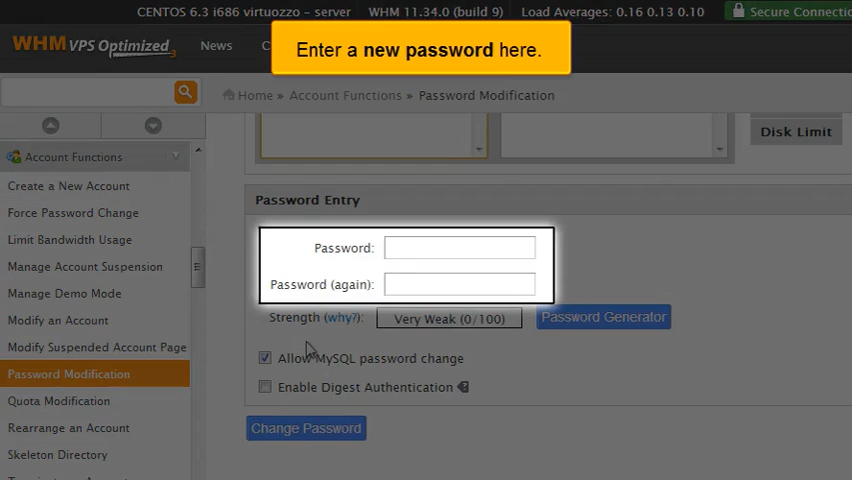 CENTOS 6.3 i686 virtuozzo – server WHM 11.34.0 (build 9) Load Averages: 0.16 0.13 0.10 Secure Connectio
WHM VPS Optimized 3 News C
Enter a new password here.
Home » Account Functions » Password Modification
Disk Limit
Account Functions
Create a New Account
Force Password Change
Limit Bandwidth Usage
Manage Account Suspension
Manage Demo Mode
Modify an Account
Modify Suspended Account Page
Password Modification
Quota Modification
Rearrange an Account
Skeleton Directory
Password Entry
Password:
Password (again):
Strength (why?): Very Weak (0/100) Password Generator
Allow MySQL password change
Enable Digest Authentication ?
Change Password